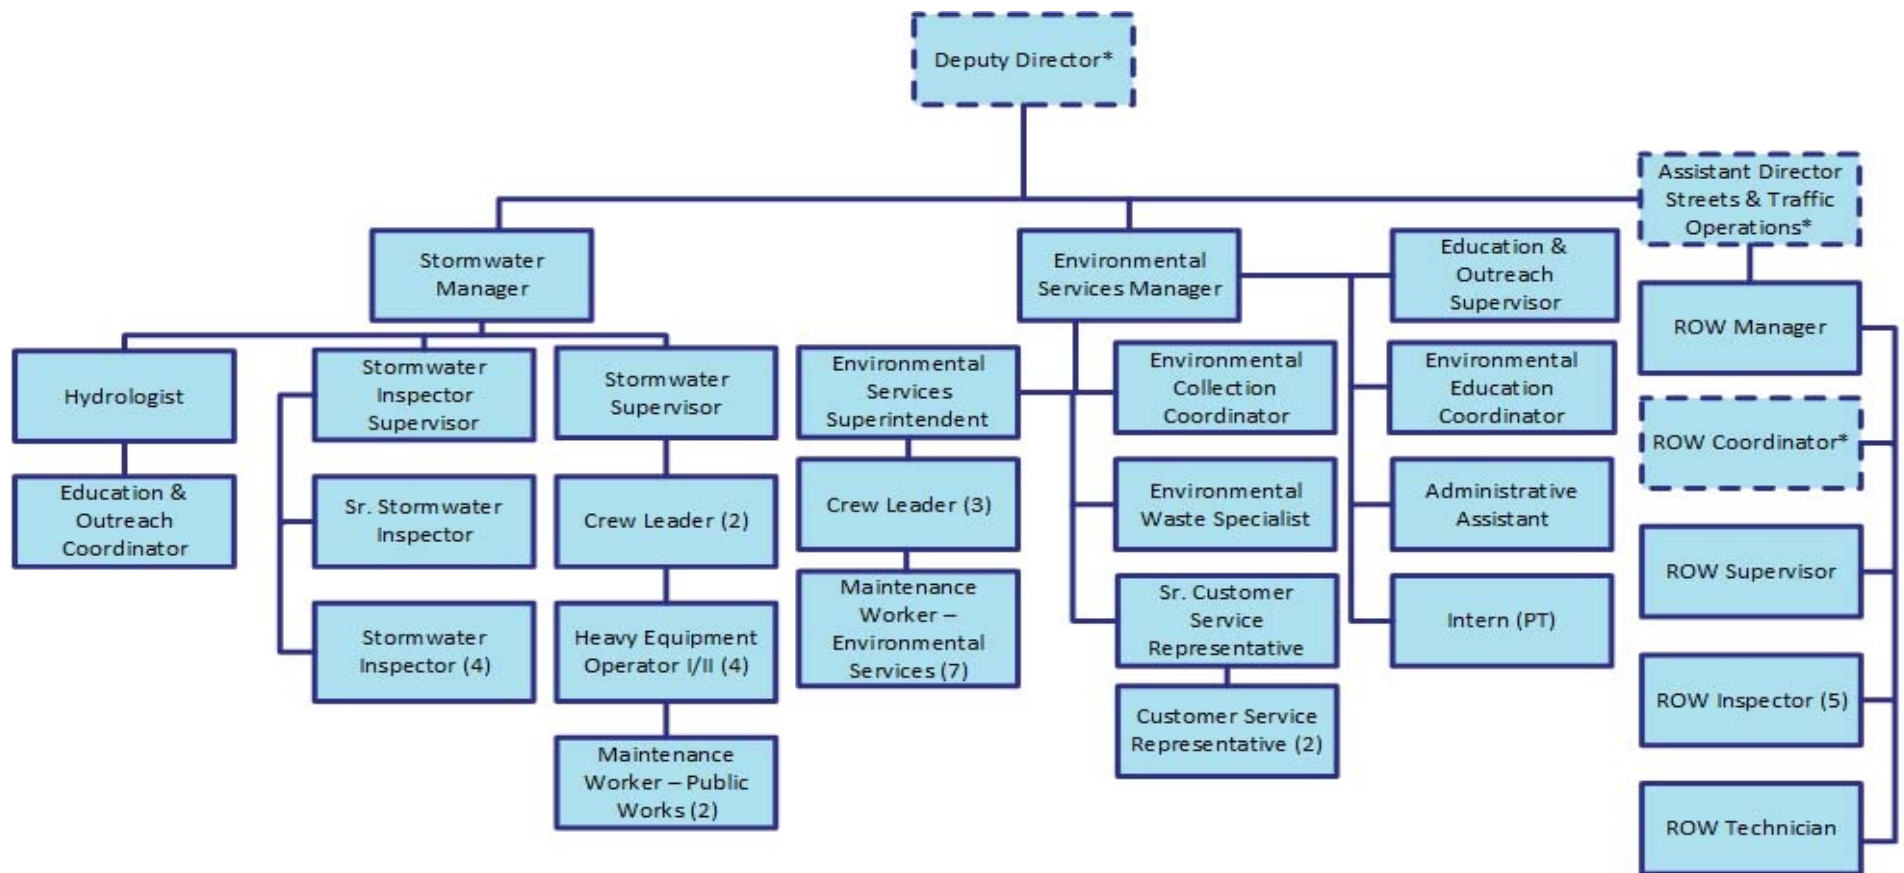 Deputy Director*
Assistant Director
Streets & Traffic
Operations*
Stormwater
Manager
Environmental
Services Manager
Education &
Outreach
Supervisor
ROW Manager
Hydrologist
Stormwater
Inspector
Supervisor
Stormwater
Supervisor
Environmental
Services
Superintendent
Environmental
Collection
Coordinator
Environmental
Education
Coordinator
ROW Coordinator*
Education &
Outreach
Coordinator
Sr. Stormwater
Inspector
Crew Leader (2)
Crew Leader (3)
Environmental
Waste Specialist
Administrative
Assistant
ROW Supervisor
Stormwater
Inspector (4)
Heavy Equipment
Operator I/II (4)
Maintenance
Worker –
Environmental
Services (7)
Sr. Customer
Service
Representative
Intern (PT)
ROW Inspector (5)
Maintenance
Worker – Public
Works (2)
Customer Service
Representative (2)
ROW Technician